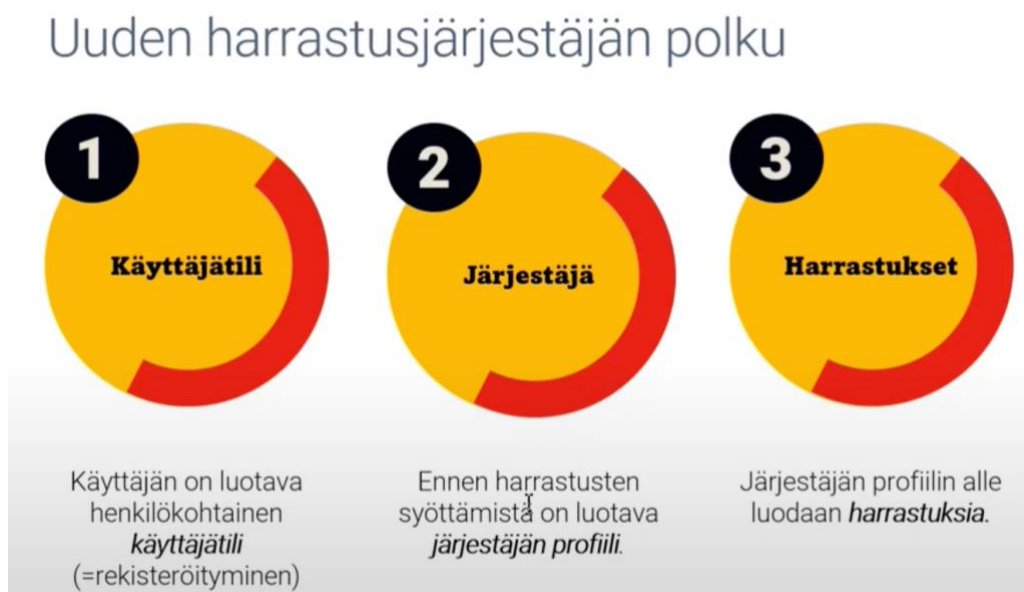 Uuden harrastusjärjestäjän polku
1
Käyttäjätili
Käyttäjän on luotava
henkilökohtainen
käyttäjätili
(=rekisteröityminen)
2
Järjestäjä
Ennen harrastusten
syöttämistä on luotava
järjestäjän profiili.
3
Harrastukset
Järjestäjän profiilin alle
luodaan harrastuksia.